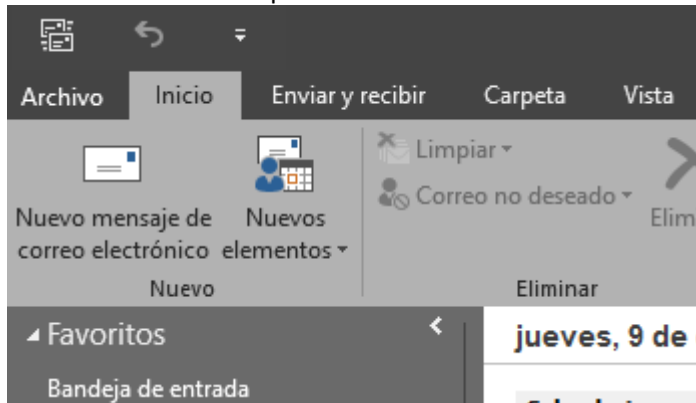 Archivo Inicio Enviar y recibir Carpeta Vista
Nuevo mensaje de
correo electrónico
Nuevos
elementos
Nuevo
Limpiar
Correo no deseado
Elim
Eliminar
Favoritos
Bandeja de entrada
jueves, 9 de